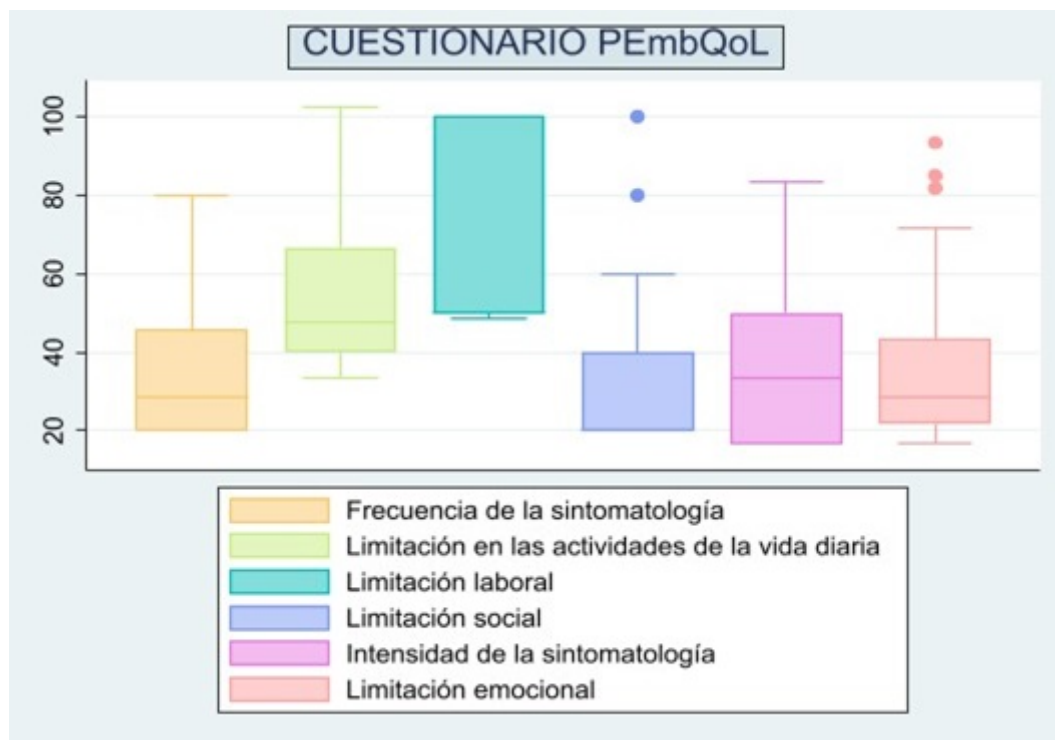 CUESTIONARIO PEmbQoL
100
80
60
40
20
Frecuencia de la sintomatología
Limitación en las actividades de la vida diaria
Limitación laboral
Limitación social
Intensidad de la sintomatología
Limitación emocional